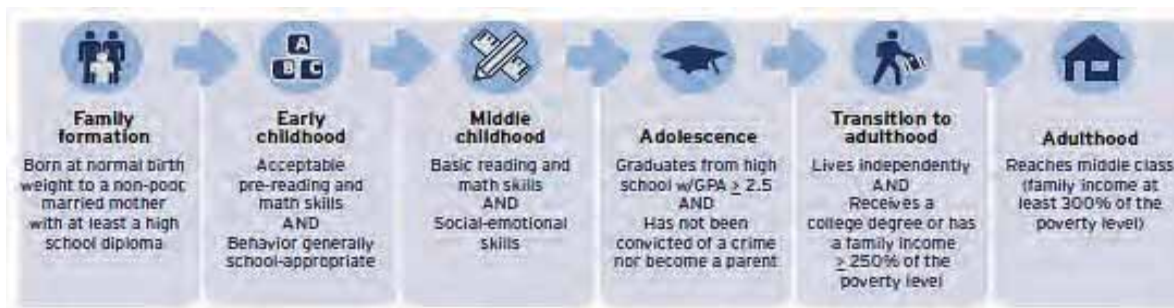 A
B C
Family
formation
Born at normal birth
weight to a non-poor
married mother
with at least a high
school diploma
Early
childhood
Acceptable
pre-reading and
math skills
AND
Behavior generally
school-appropriate
Middle
childhood
Basic reading and
math skills
AND
Social-emotional
skills
Adolescence
Graduates from high
school w/GPA ≥ 2.5
AND
Has not been
convicted of a crime
nor become a parent
Transition to
adulthood
Lives independently
AND
Receives a
college degree or has
a family income
≥ 250% of the
poverty level
Adulthood
Reaches middle class
(family income at
least 300% of the
poverty level)